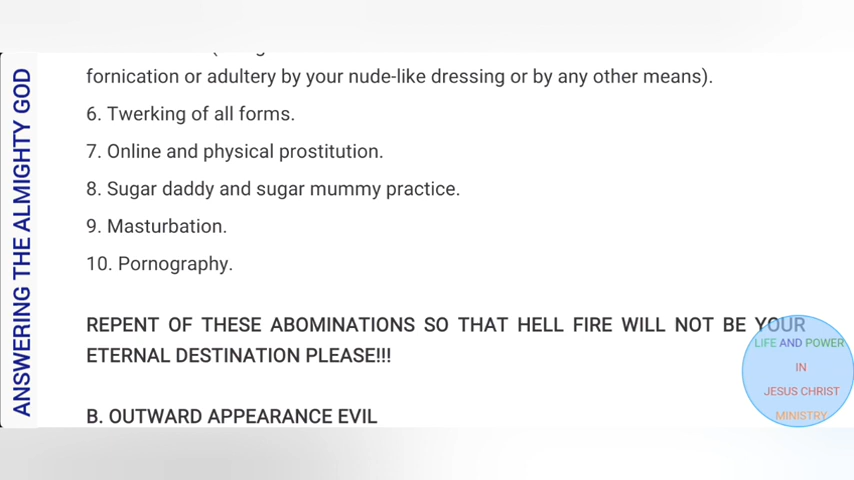 ANSWERING THE ALMIGHTY GOD
fornication or adultery by your nude-like dressing or by any other means).
6. Twerking of all forms.
7. Online and physical prostitution.
8. Sugar daddy and sugar mummy practice.
9. Masturbation.
10. Pornography.
REPENT OF THESE ABOMINATIONS SO THAT HELL FIRE WILL NOT BE YOUR
ETERNAL DESTINATION PLEASE!!!
B. OUTWARD APPEARANCE EVIL
LIFE AND POWER
IN
JESUS CHRIST
MINISTRY